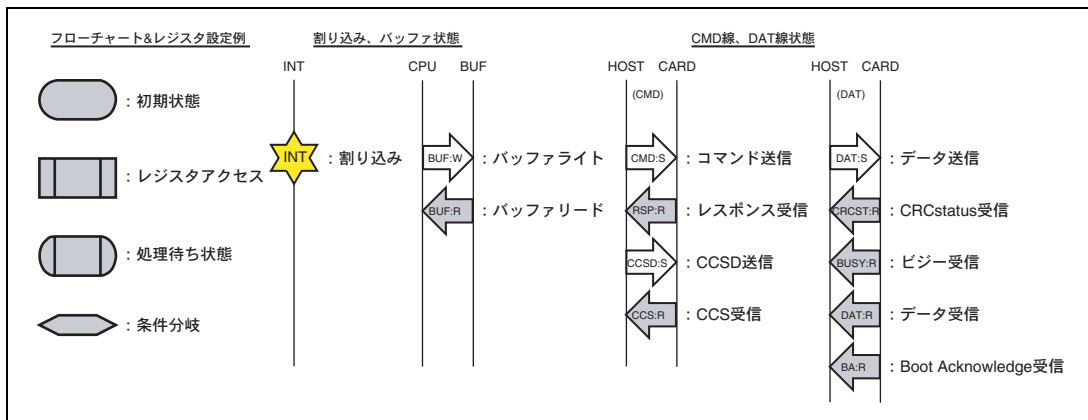 フローチャート&レジスタ設定例
割り込み、バッファ状態
CMD線、DAT線状態
INT
CPU BUF
HOST CARD
HOST CARD
(CMD)
(DAT)
：初期状態
INT ：割り込み
BUF:W ：バッファライト
CMD:S ：コマンド送信
DAT:S ：データ送信
：レジスタアクセス
BUF:R ：バッファリード
RSP:R ：レスポンス受信
CRCST:R ：CRCstatus受信
：処理待ち状態
CCSD:S ：CCSD送信
BUSY:R ：ビジー受信
：条件分岐
CCS:R ：CCS受信
DAT:R ：データ受信
BA:R ：Boot Acknowledge受信